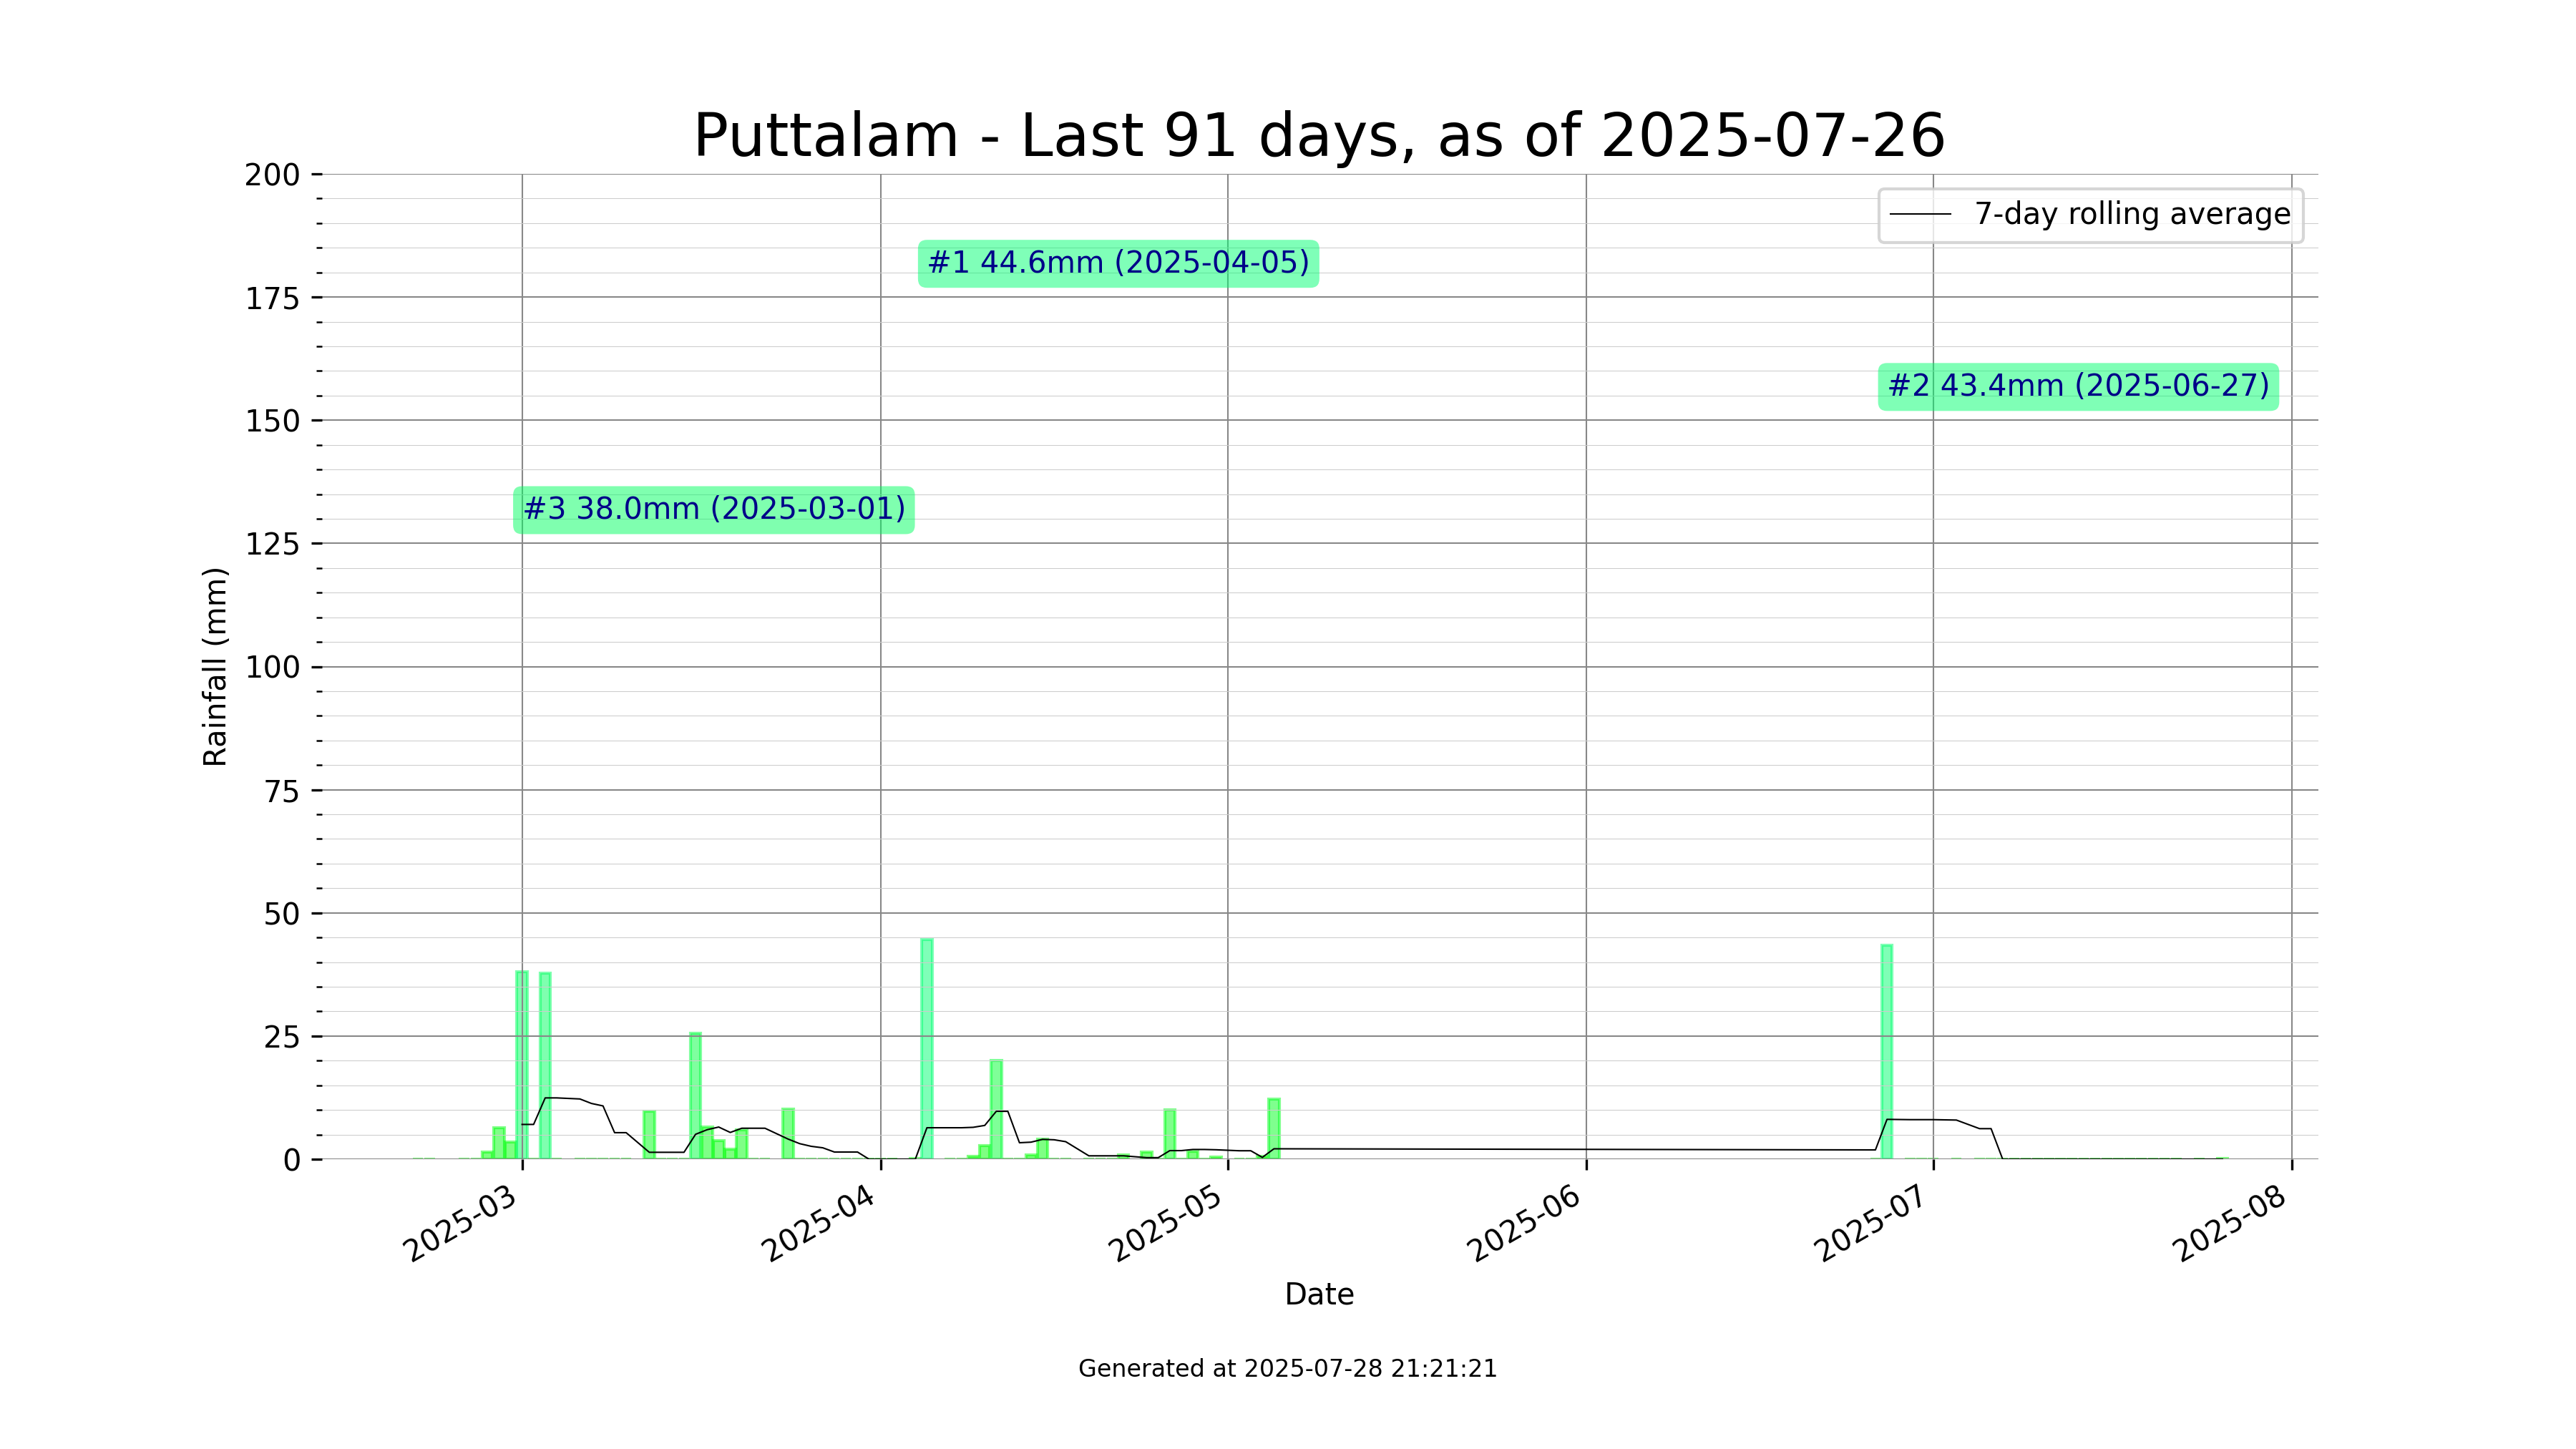 Puttalam - Last 91 days, as of 2025-07-26
7-day rolling average
#1 44.6mm (2025-04-05)
#2 43.4mm (2025-06-27)
#3 38.0mm (2025-03-01)
Rainfall (mm)
200
175
150
125
100
75
50
25
0
2025-03
2025-04
2025-05
2025-06
2025-07
2025-08
Date
Generated at 2025-07-28 21:21:21